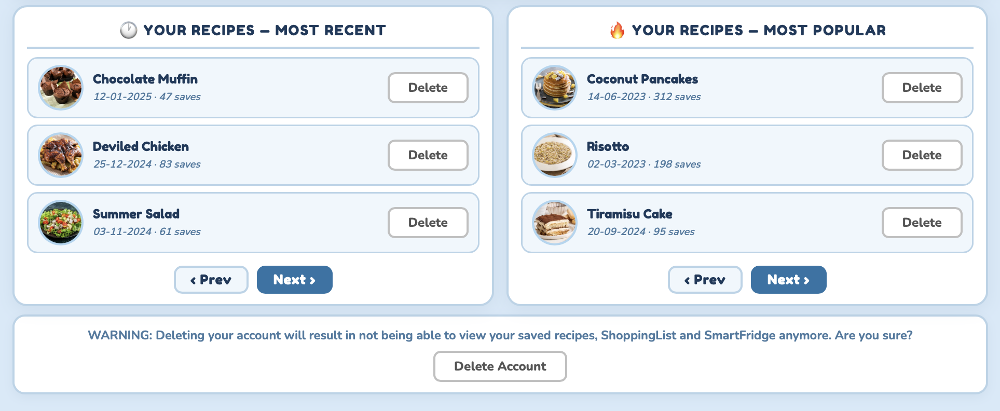 YOUR RECIPES – MOST RECENT
Chocolate Muffin
12-01-2025 · 47 saves
Delete
Deviled Chicken
25-12-2024 · 83 saves
Delete
Summer Salad
03-11-2024 · 61 saves
Delete
‹ Prev
Next ›
YOUR RECIPES – MOST POPULAR
Coconut Pancakes
14-06-2023 · 312 saves
Delete
Risotto
02-03-2023 · 198 saves
Delete
Tiramisu Cake
20-09-2024 · 95 saves
Delete
‹ Prev
Next ›
WARNING: Deleting your account will result in not being able to view your saved recipes, ShoppingList and SmartFridge anymore. Are you sure?
Delete Account